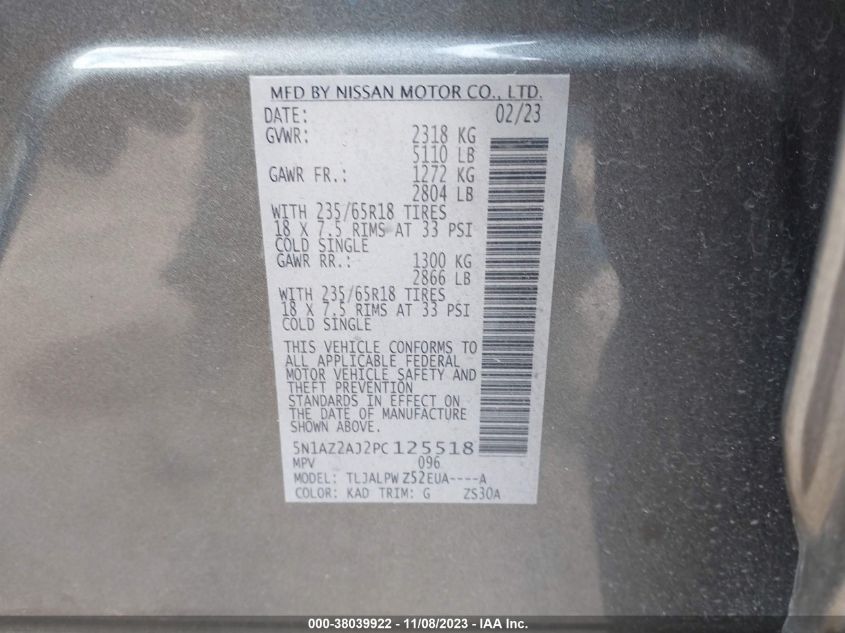 MFD BY NISSAN MOTOR CO., LTD.
DATE: 02/23
GVWR: 2318 KG
5110 LB
GAWR FR.: 1272 KG
2804 LB
WITH 235/65R18 TIRES
18 X 7.5 RIMS AT 33 PSI
COLD SINGLE
GAWR RR.: 1300 KG
2866 LB
WITH 235/65R18 TIRES
18 X 7.5 RIMS AT 33 PSI
COLD SINGLE
THIS VEHICLE CONFORMS TO
ALL APPLICABLE FEDERAL
MOTOR VEHICLE SAFETY AND
THEFT PREVENTION
STANDARDS IN EFFECT ON
THE DATE OF MANUFACTURE
SHOWN ABOVE.
5N1AZ2AJ2PC125518
MPV 096
MODEL: TLJALPW Z52EUA----A
COLOR: KAD TRIM: G ZS30A
000-38039922 - 11/08/2023 - IAA Inc.